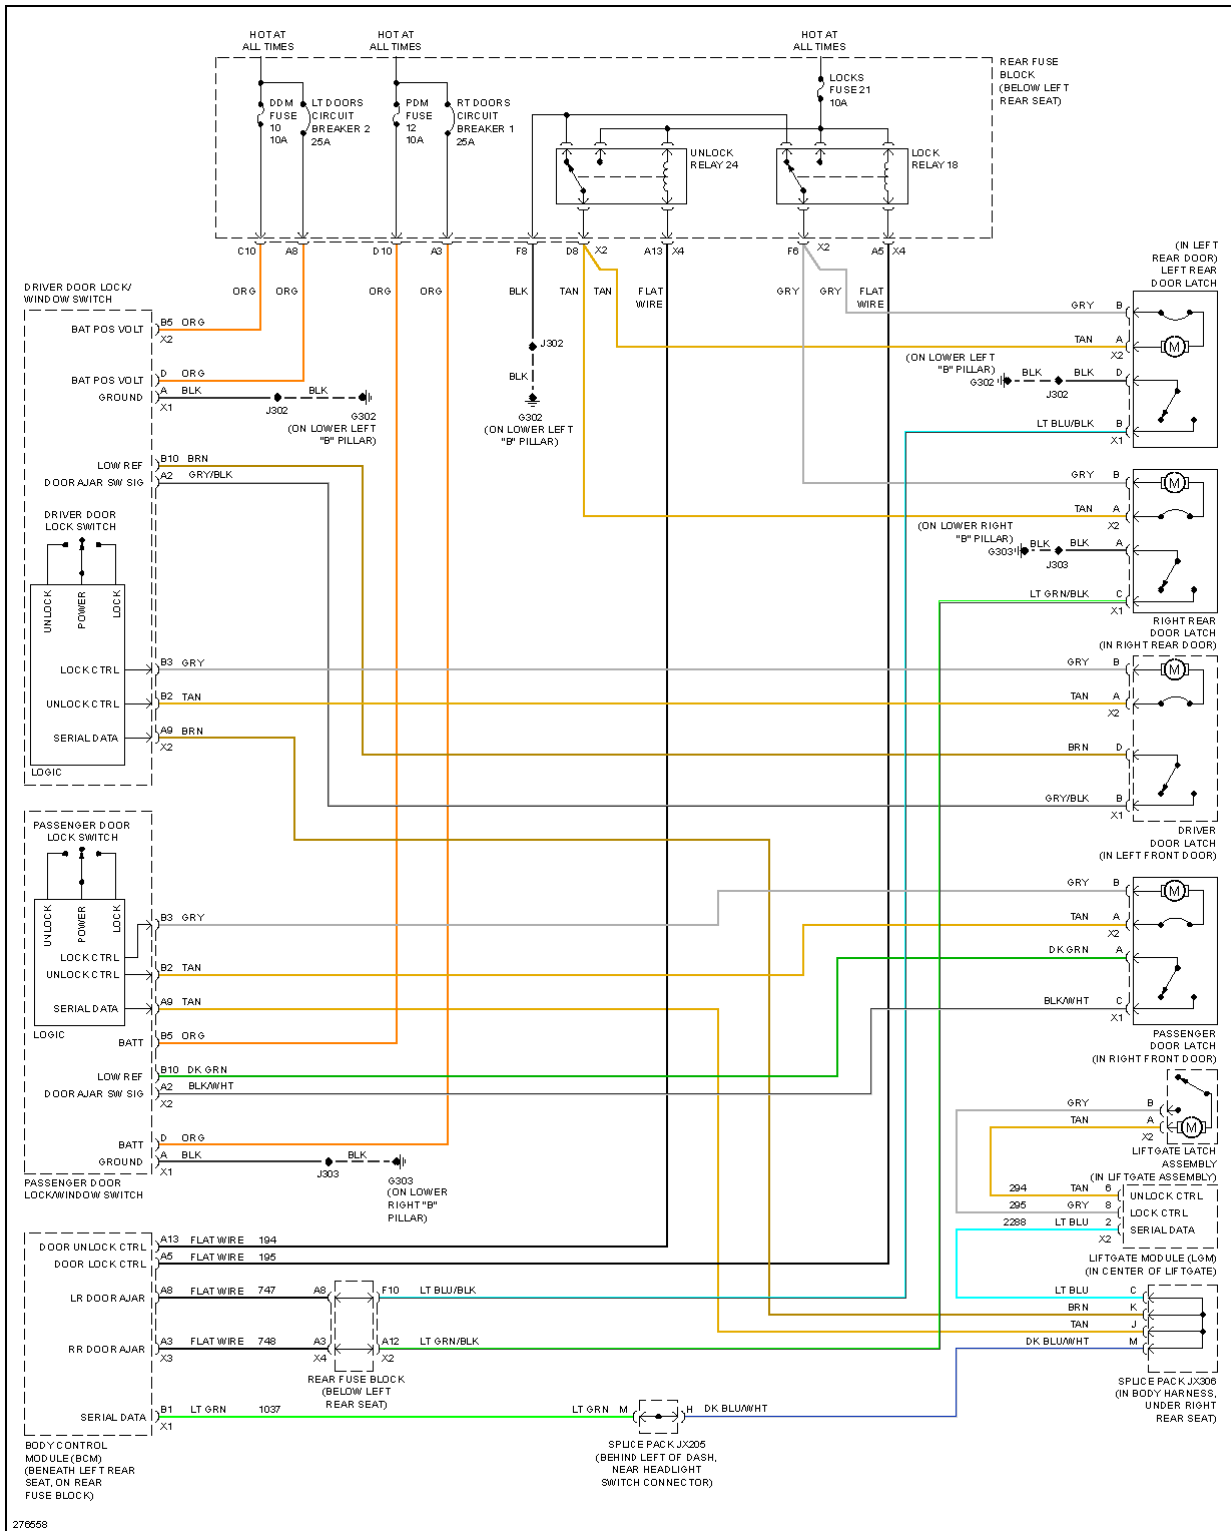 HOT AT
ALL TIMES
HOT AT
ALL TIMES
HOT AT
ALL TIMES
REAR FUSE
BLOCK
(BELOW LEFT
REAR SEAT)
DDM
FUSE
10
10A
LT DOORS
CIRCUIT
BREAKER 2
25A
PDM
FUSE
12
10A
RT DOORS
CIRCUIT
BREAKER 1
25A
LOCKS
FUSE 21
10A
UNLOCK
RELAY 24
LOCK
RELAY 18
C10
A8
D10
A3
F8
D8
X2
A13
X4
F6
X2
A5
X4
ORG
ORG
ORG
ORG
BLK
TAN
TAN
FLAT
WIRE
GRY
GRY
FLAT
WIRE
J302
BLK
G302
(ON LOWER LEFT
"B" PILLAR)
(IN LEFT
REAR DOOR)
LEFT REAR
DOOR LATCH
GRY
B
TAN
A
X2
(ON LOWER LEFT
"B" PILLAR)
G302
BLK
J302
BLK
D
LT BLU/BLK
B
X1
DRIVER DOOR LOCK/
WINDOW SWITCH
BAT POS VOLT
B5
ORG
X2
BAT POS VOLT
D
ORG
GROUND
A
BLK
X1
J302
BLK
G302
(ON LOWER LEFT
"B" PILLAR)
LOW REF
B10
BRN
DOOR AJAR SW SIG
A2
GRY/BLK
DRIVER DOOR
LOCK SWITCH
UNLOCK
POWER
LOCK
LOCK CTRL
B3
GRY
UNLOCK CTRL
B2
TAN
SERIAL DATA
A9
BRN
X2
LOGIC
GRY
B
TAN
A
X2
(ON LOWER RIGHT
"B" PILLAR)
G303
BLK
J303
BLK
A
LT GRN/BLK
C
X1
RIGHT REAR
DOOR LATCH
(IN RIGHT REAR DOOR)
GRY
B
TAN
A
X2
BRN
D
GRY/BLK
B
X1
DRIVER
DOOR LATCH
(IN LEFT FRONT DOOR)
PASSENGER DOOR
LOCK SWITCH
UNLOCK
POWER
LOCK
LOCK CTRL
B3
GRY
UNLOCK CTRL
B2
TAN
SERIAL DATA
A9
TAN
LOGIC
BATT
B5
ORG
LOW REF
B10
DK GRN
DOOR AJAR SW SIG
A2
BLK/WHT
X2
BATT
D
ORG
GROUND
A
BLK
X1
J303
BLK
G303
(ON LOWER
RIGHT "B"
PILLAR)
PASSENGER DOOR
LOCK/WINDOW SWITCH
GRY
B
TAN
A
X2
DK GRN
A
BLK/WHT
C
X1
PASSENGER
DOOR LATCH
(IN RIGHT FRONT DOOR)
GRY
B
TAN
A
X2
M
LIFTGATE LATCH
ASSEMBLY
(IN LIFTGATE ASSEMBLY)
294
TAN
6
UNLOCK CTRL
295
GRY
8
LOCK CTRL
2288
LT BLU
2
SERIAL DATA
X2
LIFTGATE MODULE (LGM)
(IN CENTER OF LIFTGATE)
DOOR UNLOCK CTRL
A13
FLAT WIRE
194
DOOR LOCK CTRL
A5
FLAT WIRE
195
LR DOOR AJAR
A8
FLAT WIRE
747
A8
F10
LT BLU/BLK
RR DOOR AJAR
A3
FLAT WIRE
748
A3
A12
LT GRN/BLK
X3
X4
X2
REAR FUSE BLOCK
(BELOW LEFT
REAR SEAT)
SERIAL DATA
B1
LT GRN
1037
X1
LT GRN
M
H
DK BLU/WHT
SPLICE PACK JX205
(BEHIND LEFT OF DASH,
NEAR HEADLIGHT
SWITCH CONNECTOR)
BODY CONTROL
MODULE (BCM)
(BENEATH LEFT REAR
SEAT, ON REAR
FUSE BLOCK)
LT BLU
C
BRN
K
TAN
J
DK BLU/WHT
M
SPLICE PACK JX306
(IN BODY HARNESS,
UNDER RIGHT
REAR SEAT)
M
M
M
M
276558